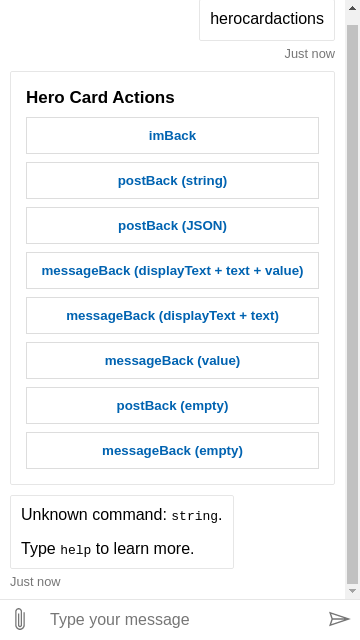 herocardactions
Just now
Hero Card Actions
imBack
postBack (string)
postBack (JSON)
messageBack (displayText + text + value)
messageBack (displayText + text)
messageBack (value)
postBack (empty)
messageBack (empty)
Unknown command: string.
Type help to learn more.
Just now
Type your message